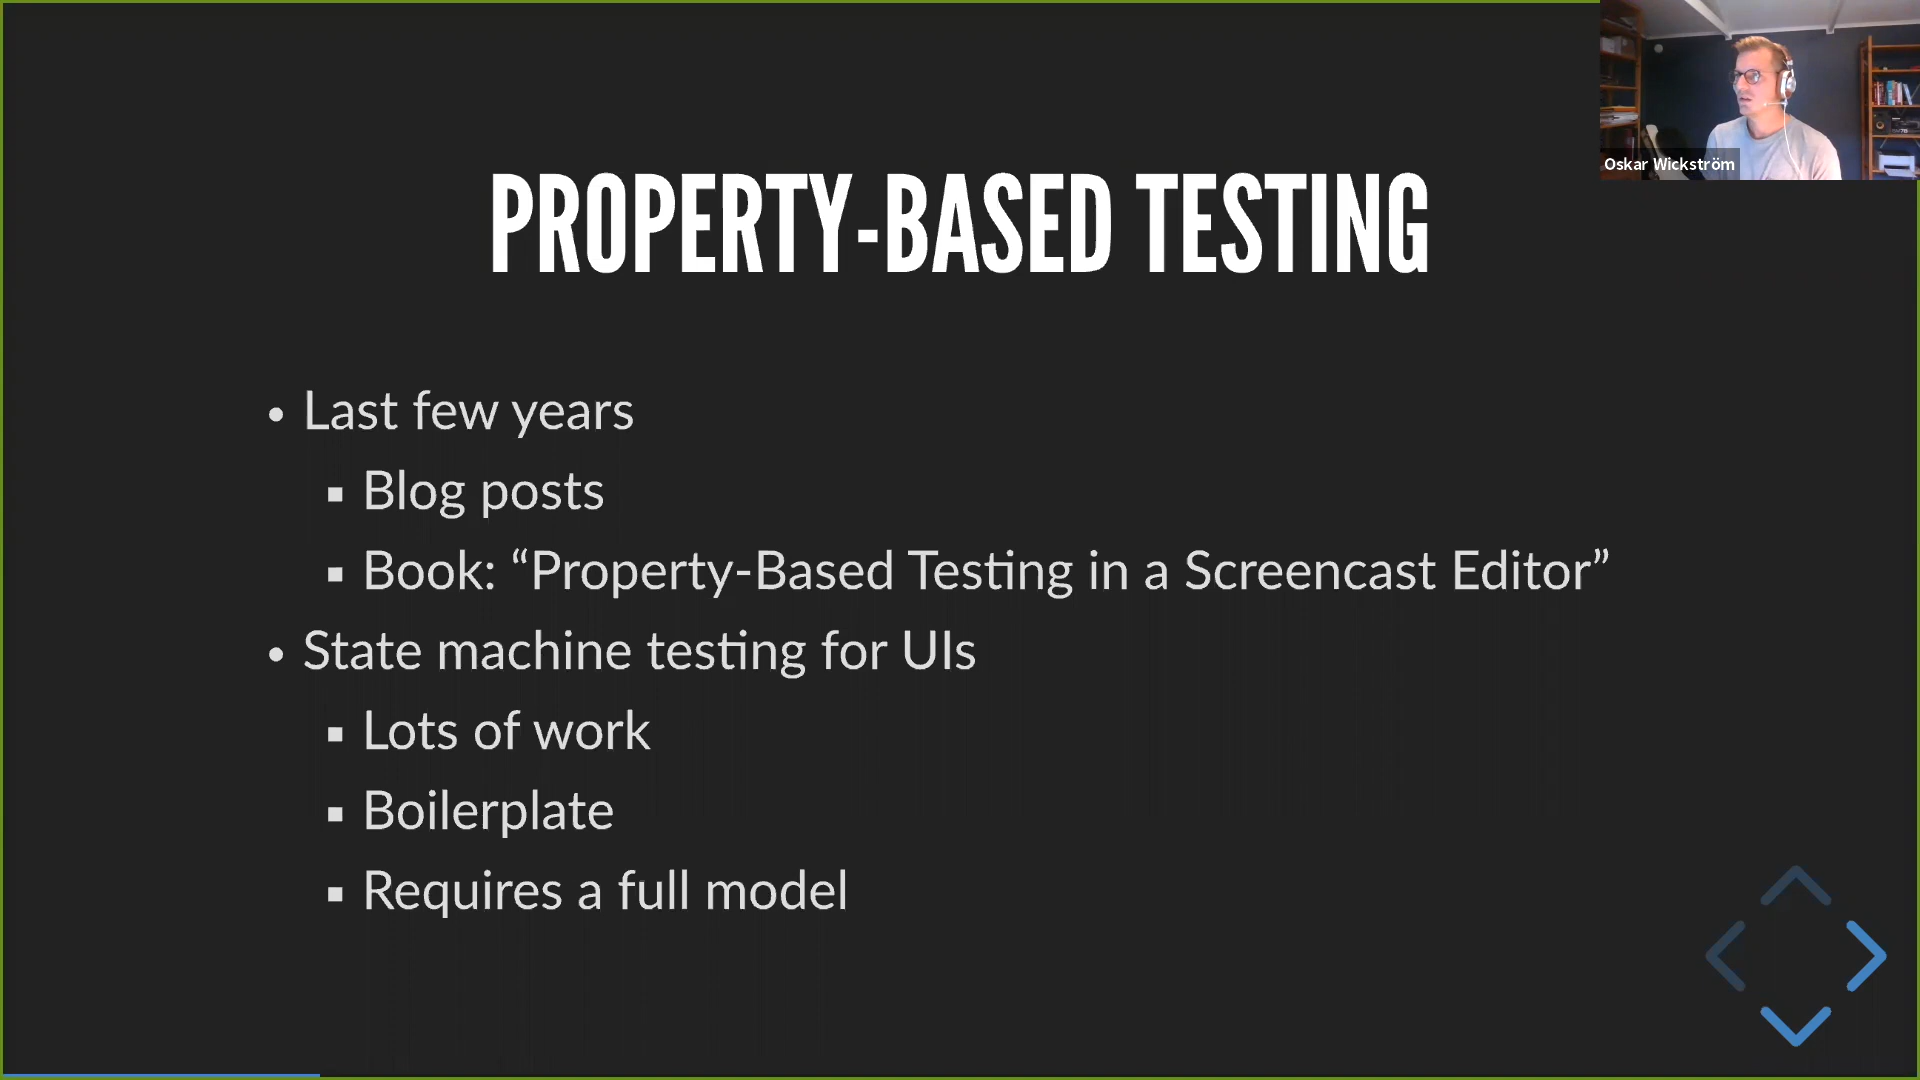 Oskar Wickström
PROPERTY-BASED TESTING
• Last few years
▪ Blog posts
▪ Book: “Property-Based Testing in a Screencast Editor”
• State machine testing for UIs
▪ Lots of work
▪ Boilerplate
▪ Requires a full model